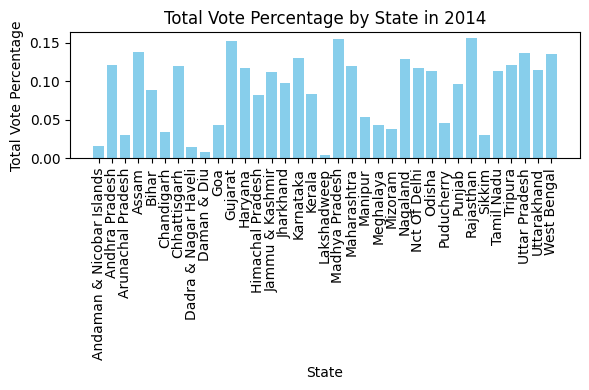 Total Vote Percentage by State in 2014
Total Vote Percentage
0.15
0.10
0.05
0.00
Andaman & Nicobar Islands
Andhra Pradesh
Arunachal Pradesh
Assam
Bihar
Chandigarh
Chhattisgarh
Dadra & Nagar Haveli
Daman & Diu
Goa
Gujarat
Haryana
Himachal Pradesh
Jammu & Kashmir
Jharkhand
Karnataka
Kerala
Lakshadweep
Madhya Pradesh
Maharashtra
Manipur
Meghalaya
Mizoram
Nagaland
Nct Of Delhi
Odisha
Puducherry
Punjab
Rajasthan
Sikkim
Tamil Nadu
Tripura
Uttar Pradesh
Uttarakhand
West Bengal
State